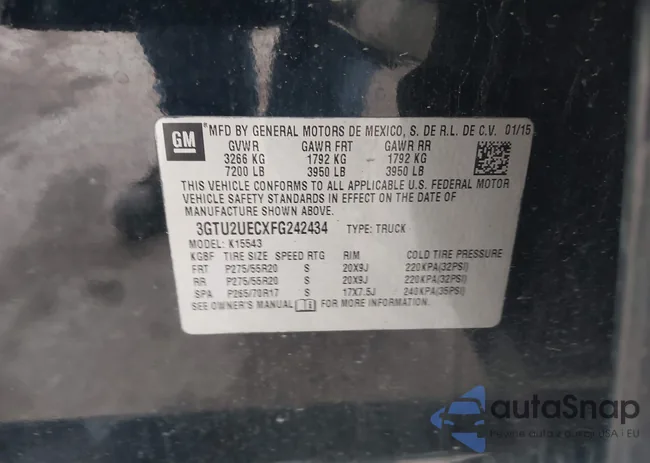 GM MFD BY GENERAL MOTORS DE MEXICO, S. DE R.L. DE C.V. 01/15
GVWR GAWR FRT GAWR RR
3266 KG 1792 KG 1792 KG
7200 LB 3950 LB 3950 LB
THIS VEHICLE CONFORMS TO ALL APPLICABLE U.S. FEDERAL MOTOR
VEHICLE SAFETY STANDARDS IN EFFECT ON THE DATE OF
MANUFACTURE SHOWN ABOVE.
3GTU2UECXFG242434 TYPE: TRUCK
MODEL: K15543
KGBF TIRE SIZE SPEED RTG RIM COLD TIRE PRESSURE
FRT P275/55R20 S 20X9J 220KPA(32PSI)
RR P275/55R20 S 20X9J 220KPA(32PSI)
SPA P265/70R17 S 17X7.5J 240KPA(35PSI)
SEE OWNER'S MANUAL FOR MORE INFORMATION.
autaSnap
USA i EU